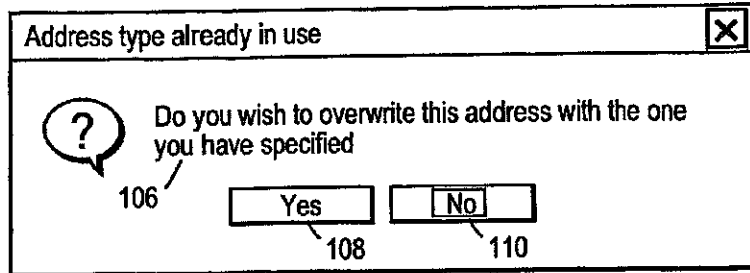 Address type already in use
?
Do you wish to overwrite this address with the one
you have specified
106
Yes
No
108
110